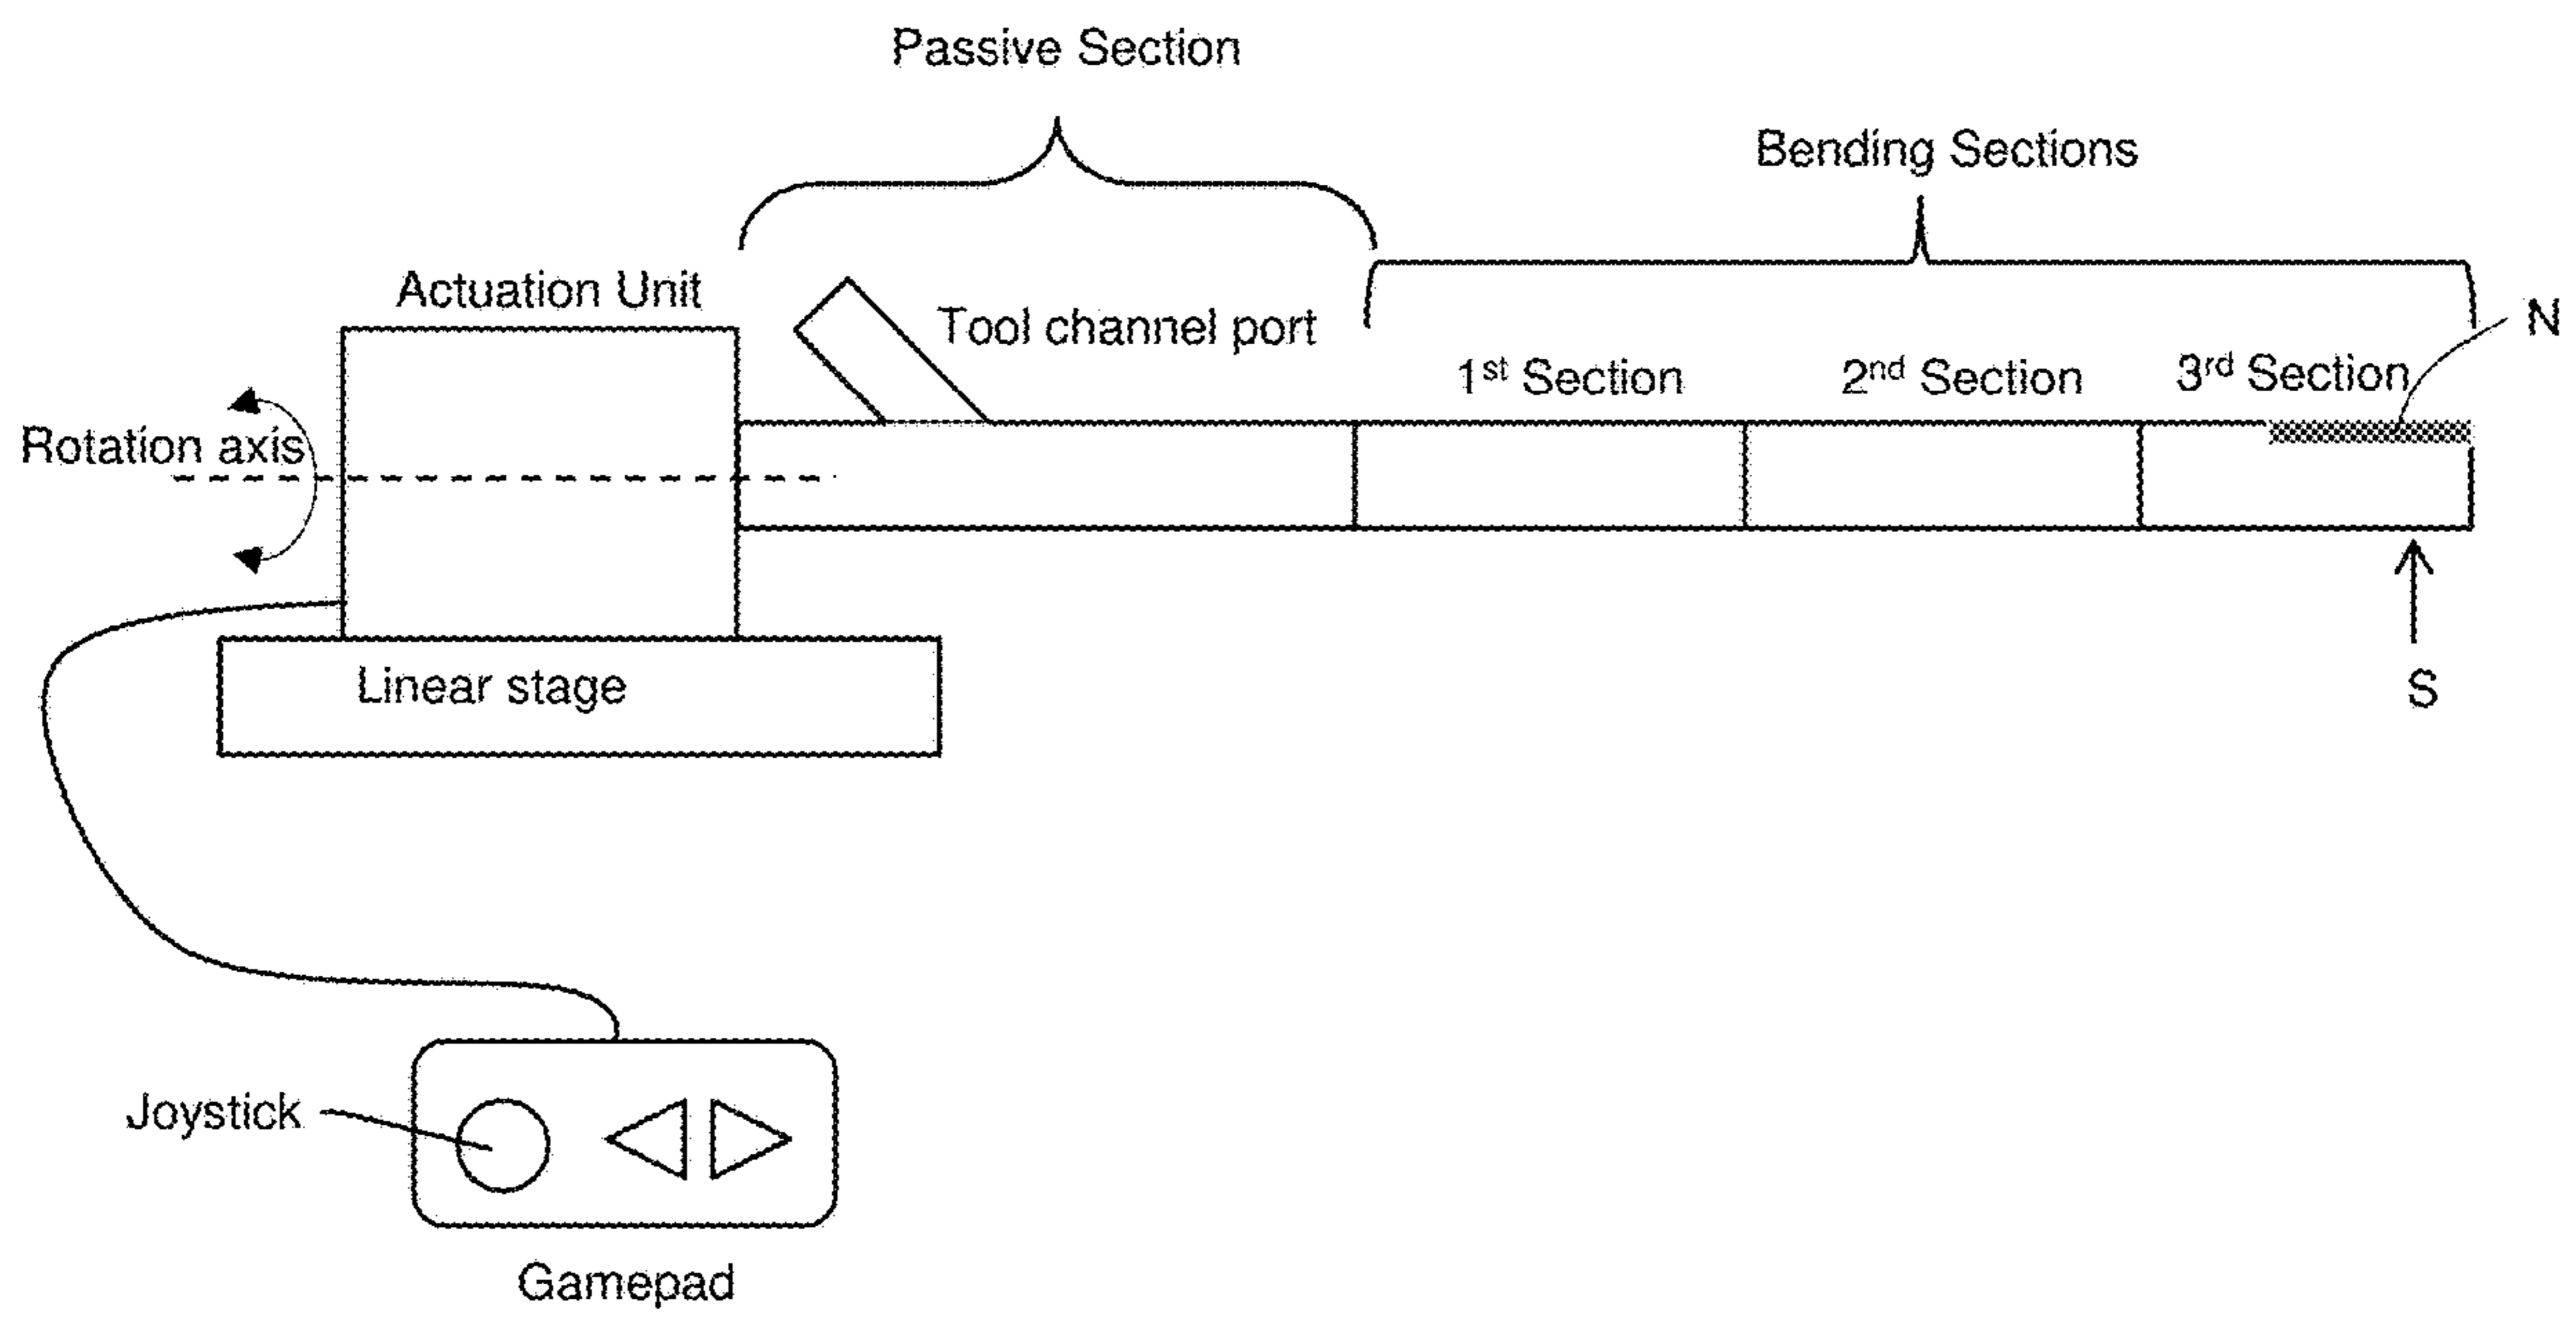 Passive Section
Bending Sections
Actuation Unit
Tool channel port
N
1st Section
2nd Section
3rd Section
Rotation axis
Linear stage
S
Joystick
Gamepad